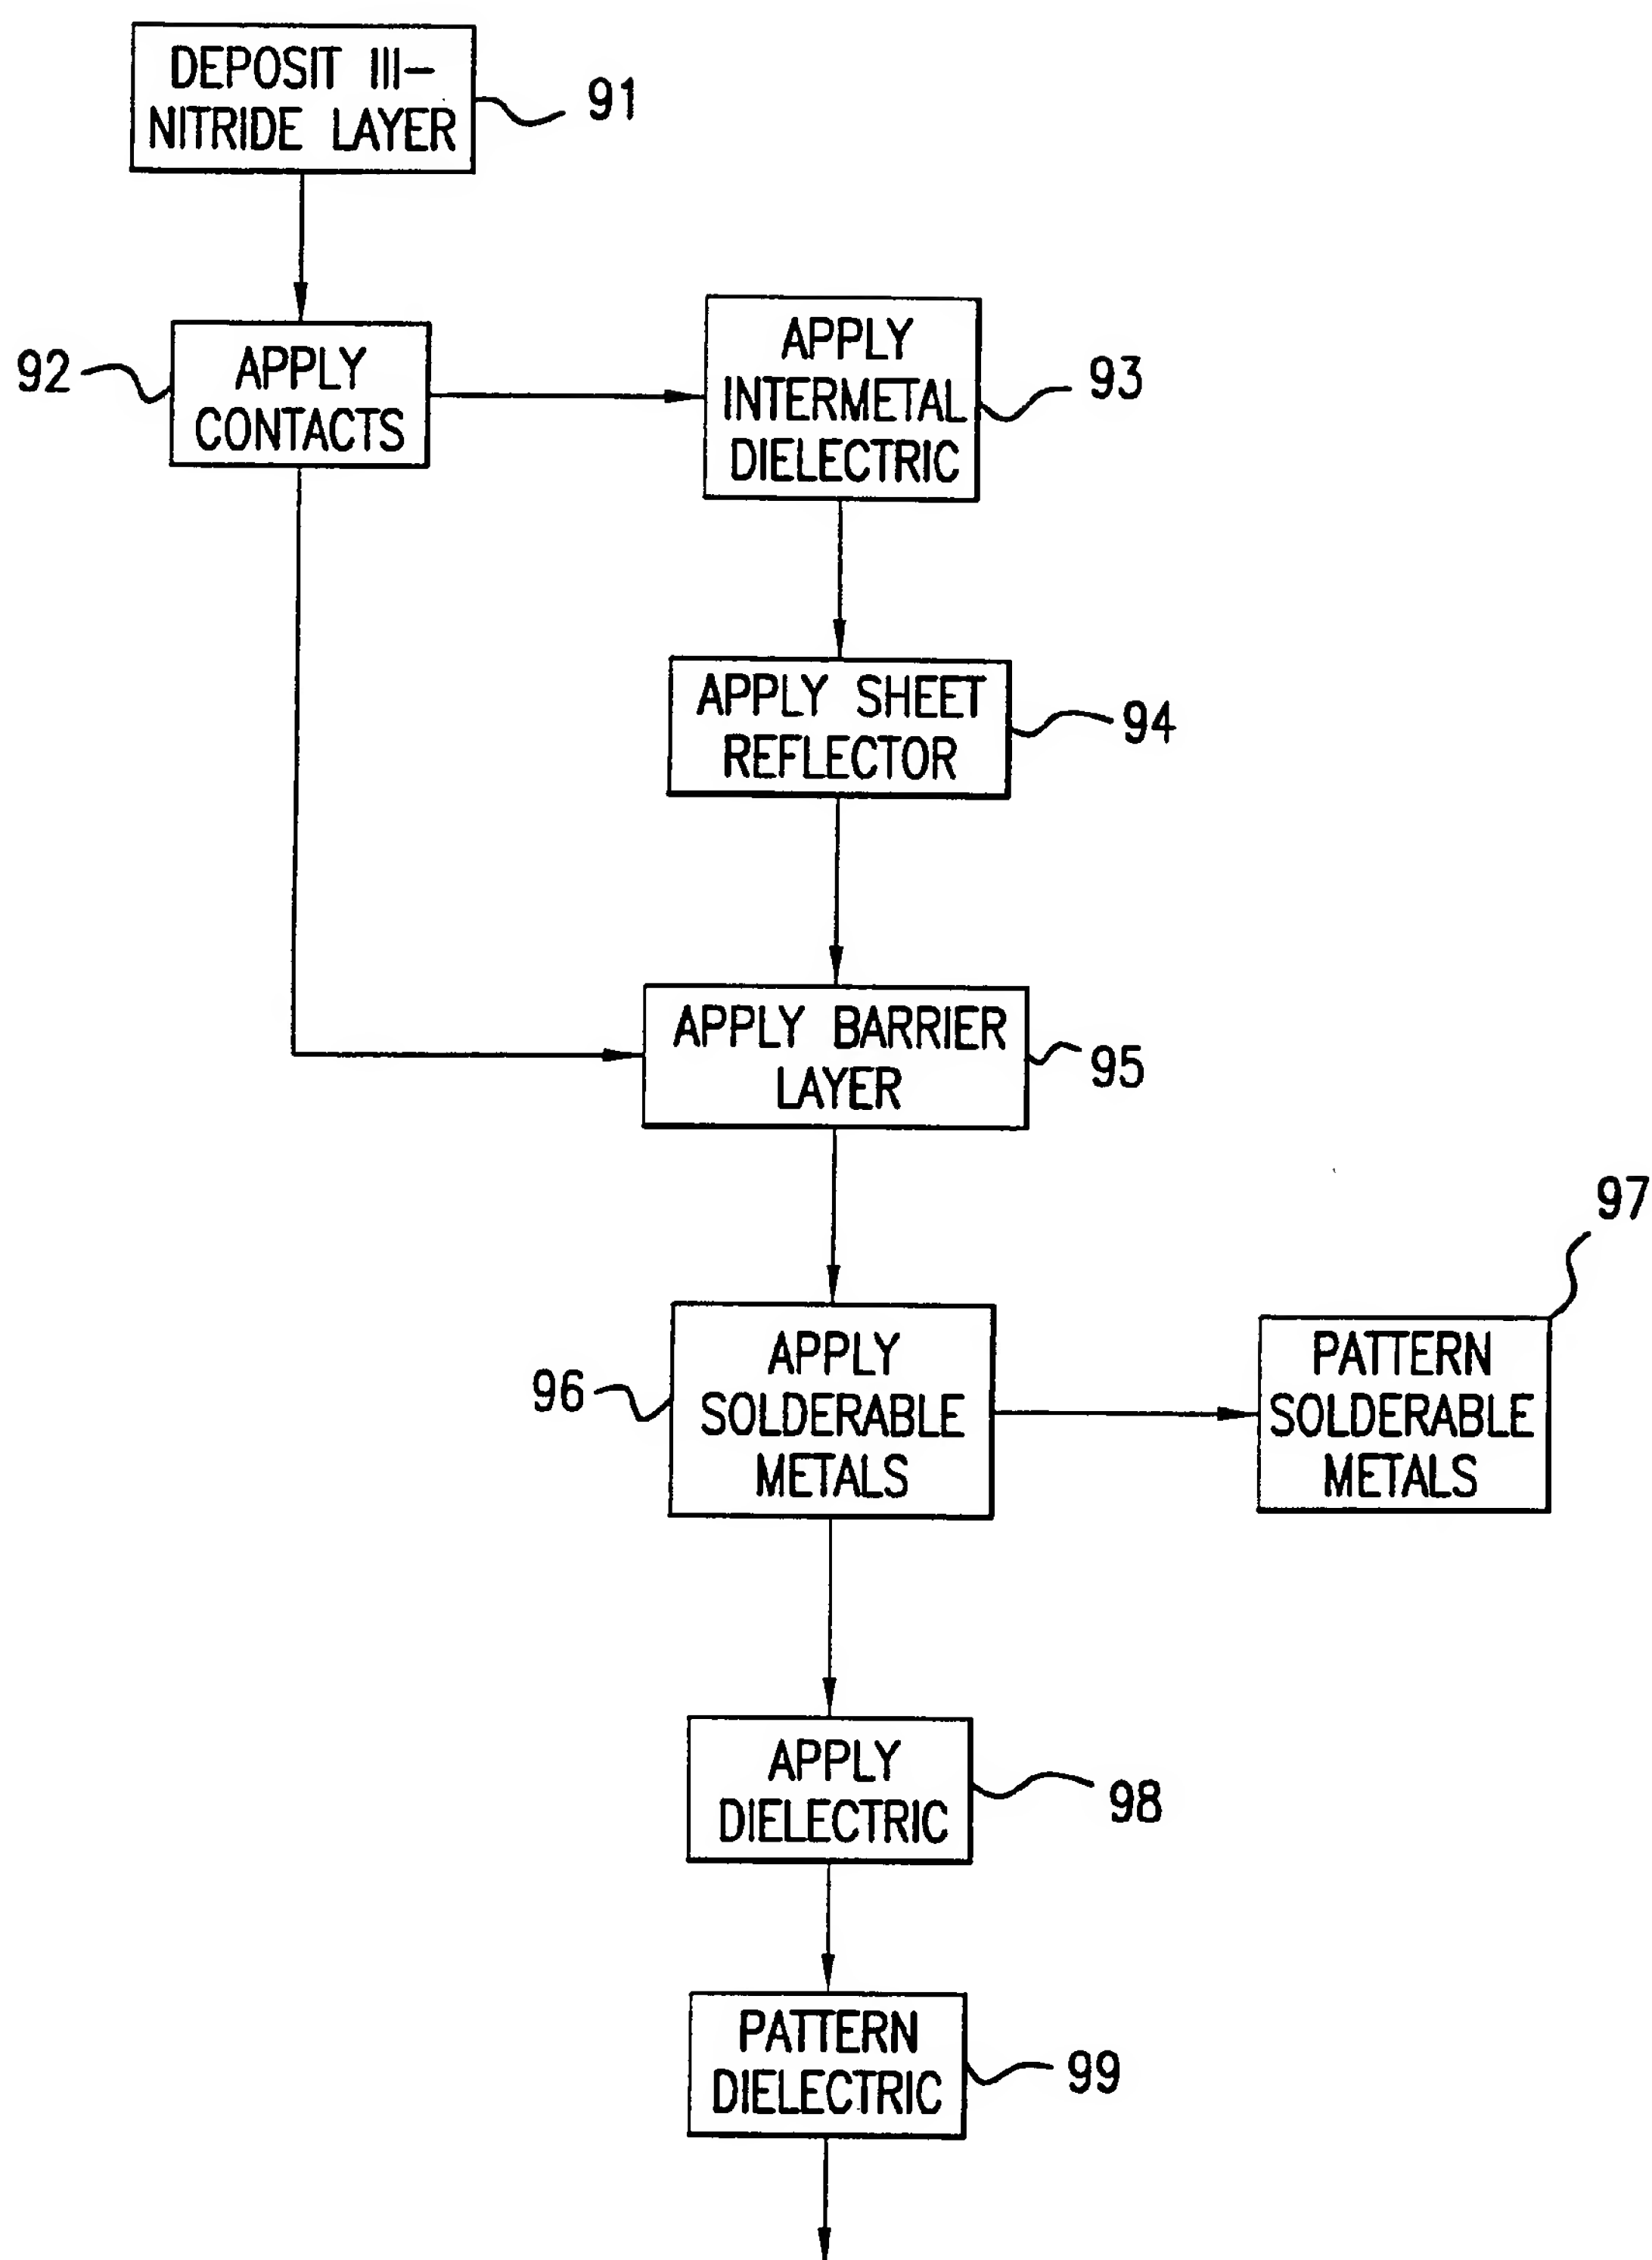 DEPOSIT III–
NITRIDE LAYER
91
92
APPLY
CONTACTS
APPLY
INTERMETAL
DIELECTRIC
93
APPLY SHEET
REFLECTOR
94
APPLY BARRIER
LAYER
95
96
APPLY
SOLDERABLE
METALS
97
PATTERN
SOLDERABLE
METALS
APPLY
DIELECTRIC
98
PATTERN
DIELECTRIC
99